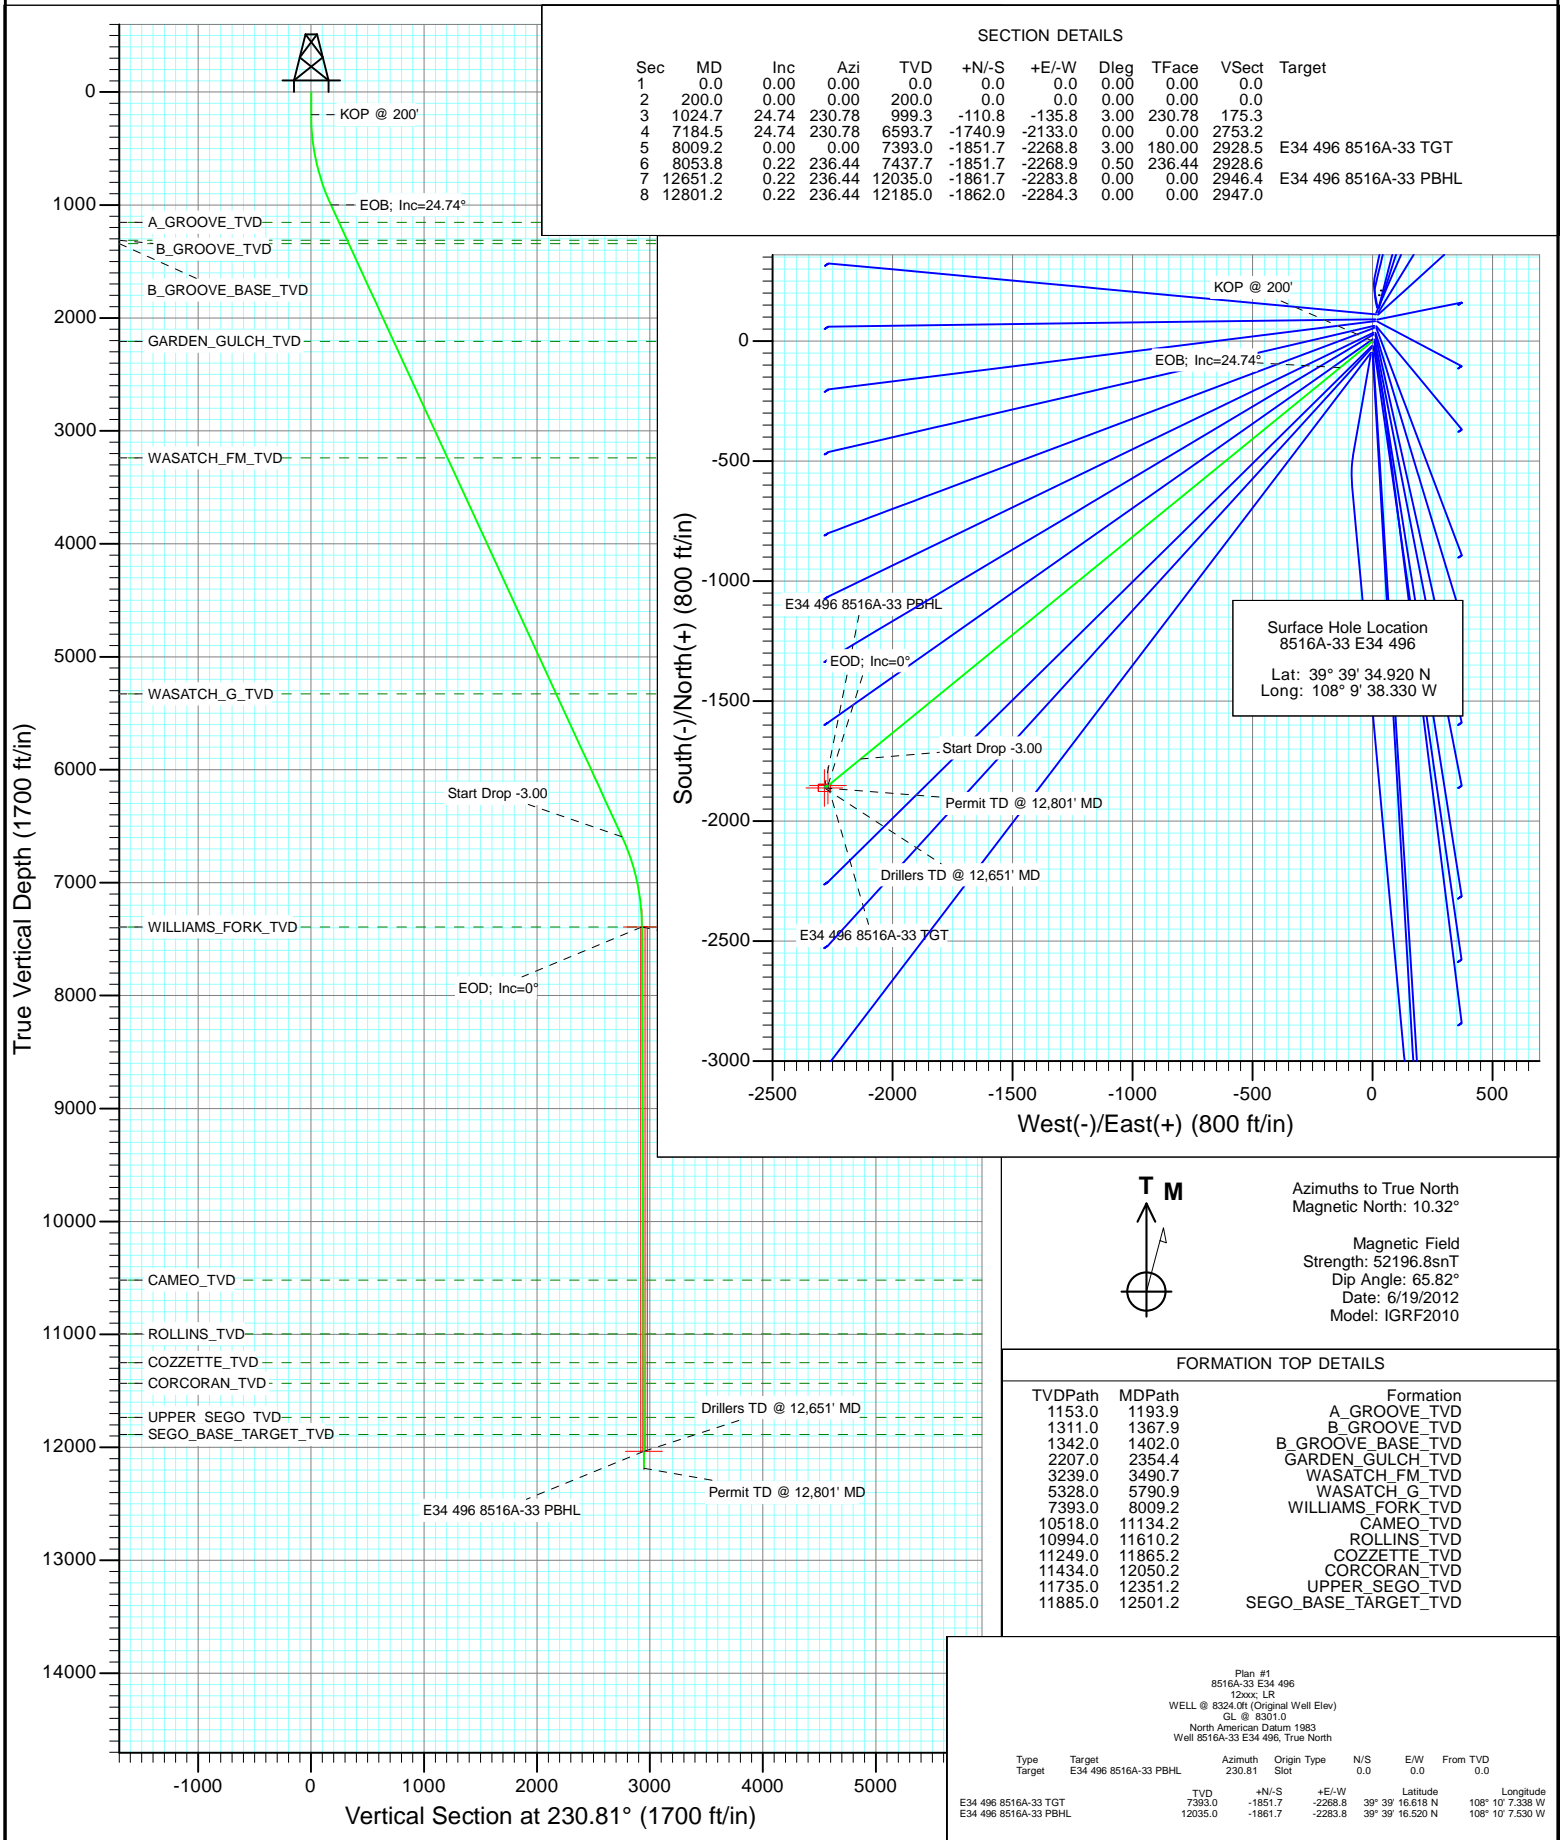 SECTION DETAILS
Sec MD Inc Azi TVD +N/-S +E/-W Dleg TFace VSect Target
1 0.0 0.00 0.00 0.0 0.0 0.0 0.00 0.00 0.0
2 200.0 0.00 0.00 200.0 0.0 0.0 0.00 0.00 0.0
3 1024.7 24.74 230.78 999.3 -110.8 -135.8 3.00 230.78 175.3
4 7184.5 24.74 230.78 6593.7 -1740.9 -2133.0 0.00 0.00 2753.2
5 8009.2 0.00 0.00 7393.0 -1851.7 -2268.8 3.00 180.00 2928.5 E34 496 8516A-33 TGT
6 8053.8 0.22 236.44 7437.7 -1851.7 -2268.9 0.50 236.44 2928.6
7 12651.2 0.22 236.44 12035.0 -1861.7 -2283.8 0.00 0.00 2946.4 E34 496 8516A-33 PBHL
8 12801.2 0.22 236.44 12185.0 -1862.0 -2284.3 0.00 0.00 2947.0
True Vertical Depth (1700 ft/in)
0
1000
2000
3000
4000
5000
6000
7000
8000
9000
10000
11000
12000
13000
14000
KOP @ 200'
EOB; Inc=24.74°
A_GROOVE_TVD
B_GROOVE_TVD
B_GROOVE_BASE_TVD
GARDEN_GULCH_TVD
WASATCH_FM_TVD
WASATCH_G_TVD
Start Drop -3.00
WILLIAMS_FORK_TVD
EOD; Inc=0°
CAMEO_TVD
ROLLINS_TVD
COZZETTE_TVD
CORCORAN_TVD
UPPER_SEGO_TVD
SEGO_BASE_TARGET_TVD
Drillers TD @ 12,651' MD
Permit TD @ 12,801' MD
E34 496 8516A-33 PBHL
-1000 0 1000 2000 3000 4000 5000
Vertical Section at 230.81° (1700 ft/in)
South(-)/North(+) (800 ft/in)
0
-500
-1000
-1500
-2000
-2500
-3000
KOP @ 200'
EOB; Inc=24.74°
E34 496 8516A-33 PBHL
EOD; Inc=0°
Start Drop -3.00
Permit TD @ 12,801' MD
Drillers TD @ 12,651' MD
E34 496 8516A-33 TGT
Surface Hole Location
8516A-33 E34 496
Lat: 39° 39' 34.920 N
Long: 108° 9' 38.330 W
-2500 -2000 -1500 -1000 -500 0 500
West(-)/East(+) (800 ft/in)
T M
Azimuths to True North
Magnetic North: 10.32°
Magnetic Field
Strength: 52196.8snT
Dip Angle: 65.82°
Date: 6/19/2012
Model: IGRF2010
FORMATION TOP DETAILS
TVDPath MDPath Formation
1153.0 1193.9 A_GROOVE_TVD
1311.0 1367.9 B_GROOVE_TVD
1342.0 1402.0 B_GROOVE_BASE_TVD
2207.0 2354.4 GARDEN_GULCH_TVD
3239.0 3490.7 WASATCH_FM_TVD
5328.0 5790.9 WASATCH_G_TVD
7393.0 8009.2 WILLIAMS_FORK_TVD
10518.0 11134.2 CAMEO_TVD
10994.0 11610.2 ROLLINS_TVD
11249.0 11865.2 COZZETTE_TVD
11434.0 12050.2 CORCORAN_TVD
11735.0 12351.2 UPPER_SEGO_TVD
11885.0 12501.2 SEGO_BASE_TARGET_TVD
Plan #1
8516A-33 E34 496
12xxx; LR
WELL @ 8324.0ft (Original Well Elev)
GL @ 8301.0
North American Datum 1983
Well 8516A-33 E34 496, True North
Type Target Azimuth Origin Type N/S E/W From TVD
Target E34 496 8516A-33 PBHL 230.81 Slot 0.0 0.0 0.0
TVD +N/-S +E/-W Latitude Longitude
E34 496 8516A-33 TGT 7393.0 -1851.7 -2268.8 39° 39' 16.618 N 108° 10' 7.338 W
E34 496 8516A-33 PBHL 12035.0 -1861.7 -2283.8 39° 39' 16.520 N 108° 10' 7.530 W